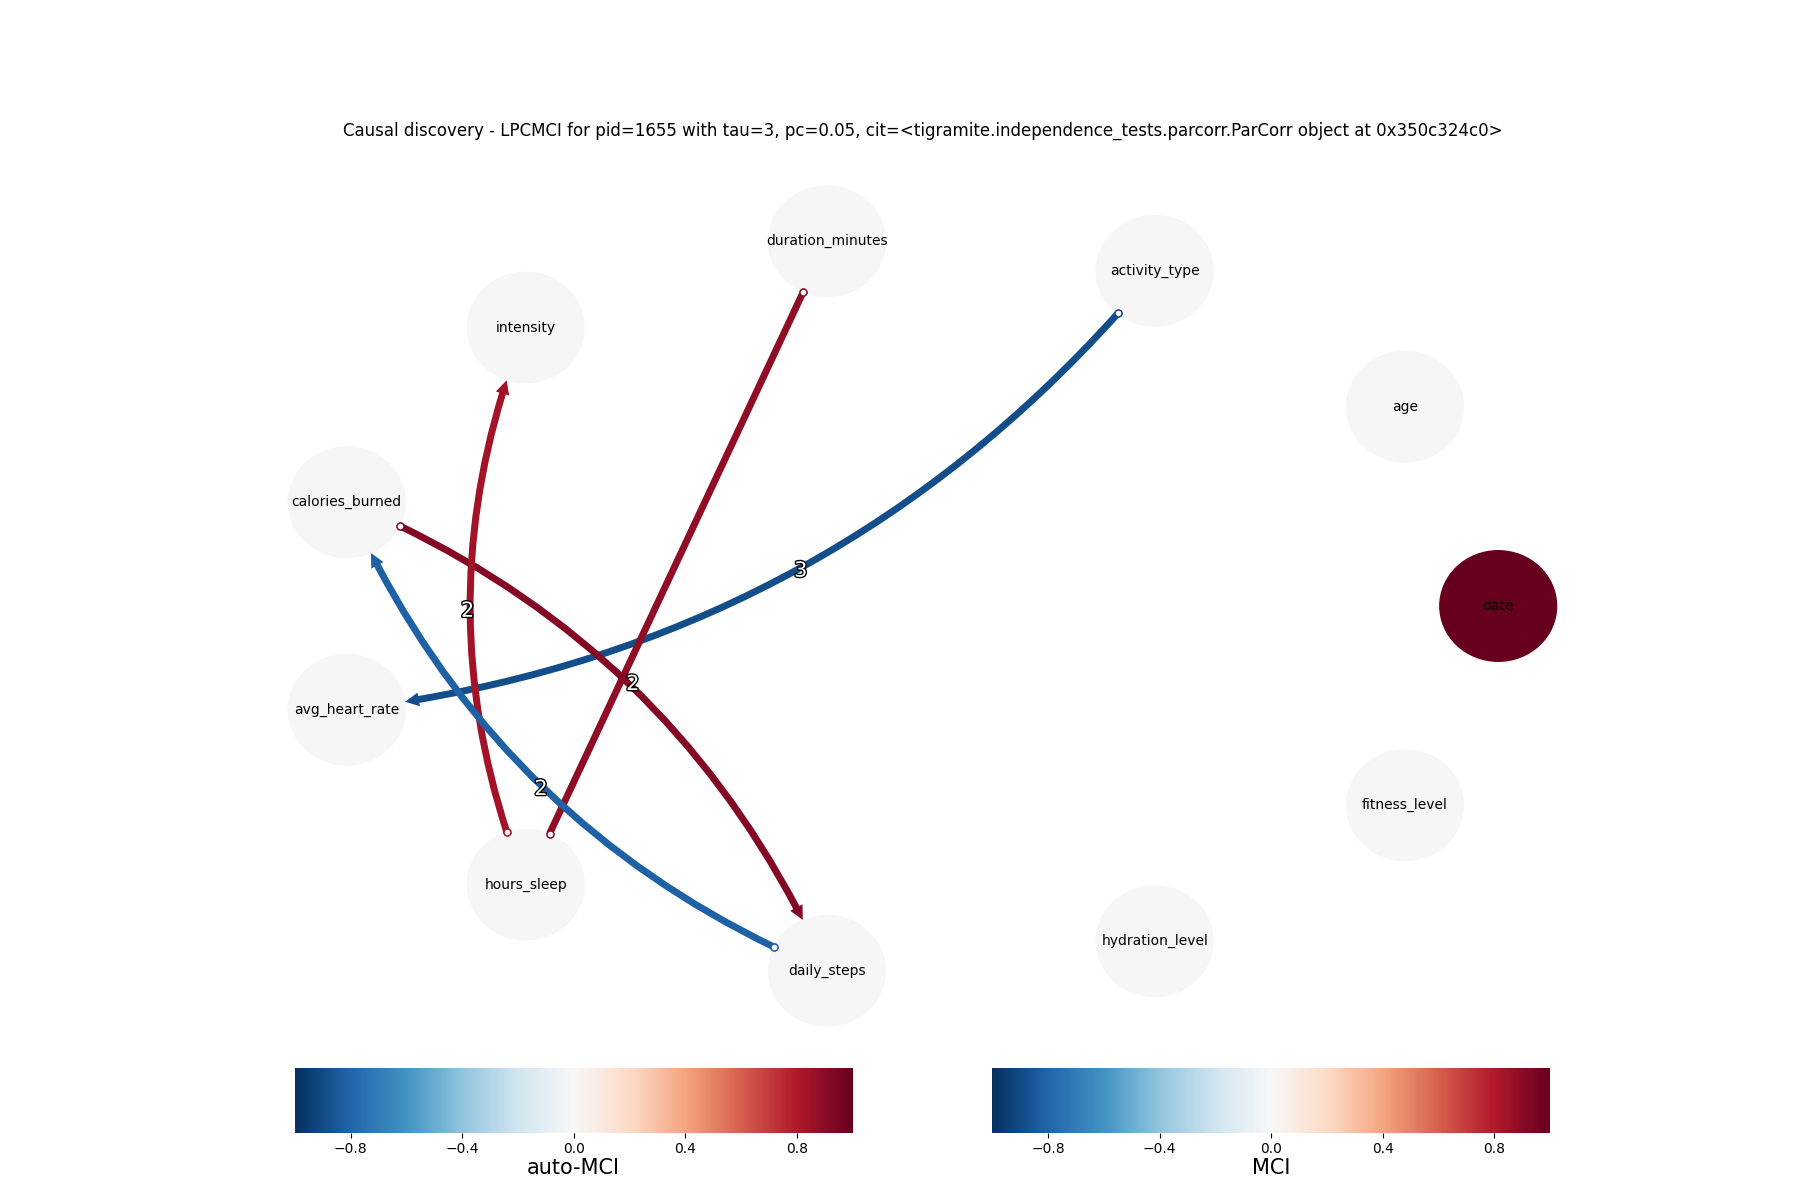 Causal discovery - LPCMCI for pid=1655 with tau=3, pc=0.05, cit=<tigramite.independence_tests.parcorr.ParCorr object at 0x350c324c0>
duration_minutes
activity_type
intensity
age
calories_burned
3
date
2
2
avg_heart_rate
2
fitness_level
hours_sleep
hydration_level
daily_steps
−0.8 −0.4 0.0 0.4 0.8
auto-MCI
−0.8 −0.4 0.0 0.4 0.8
MCI